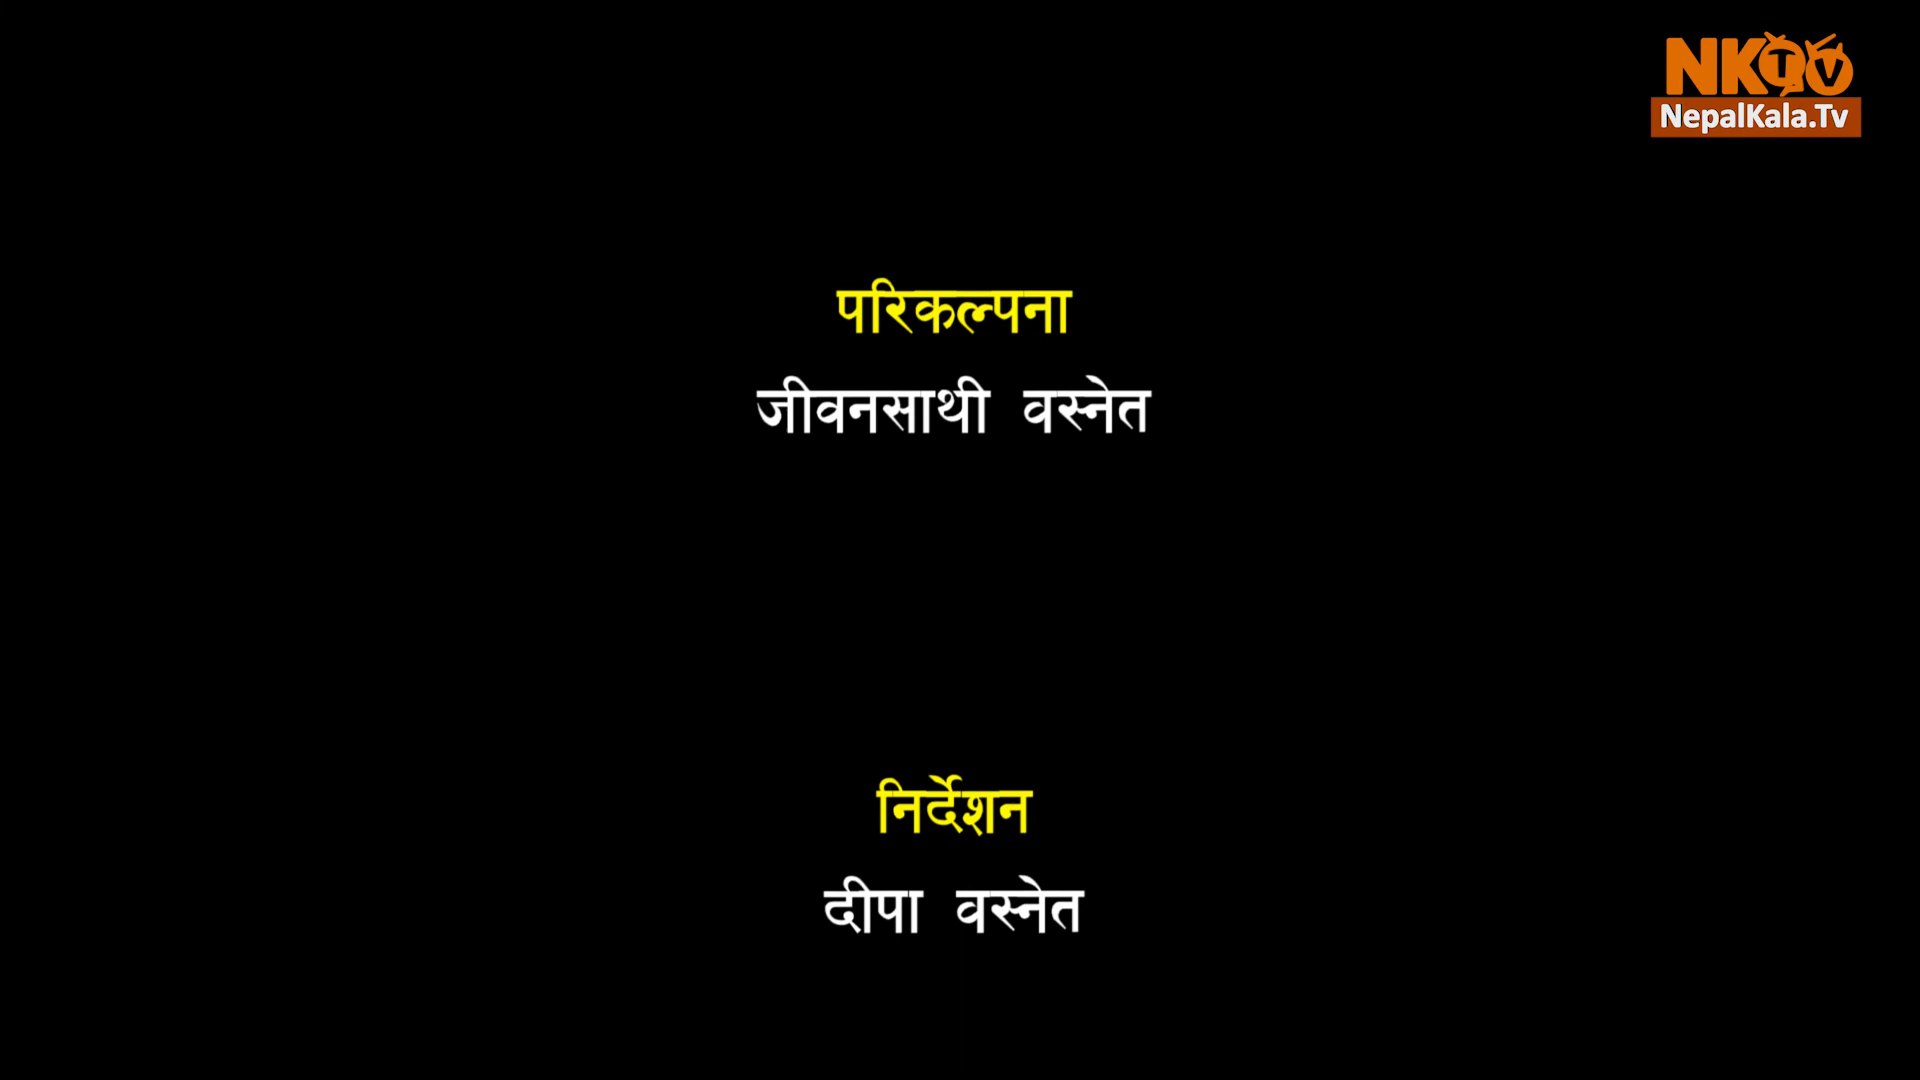 NKTV
NepalKala.Tv
परिकल्पना
जीवनसाथी वस्नेत
निर्देशन
दीपा वस्नेत